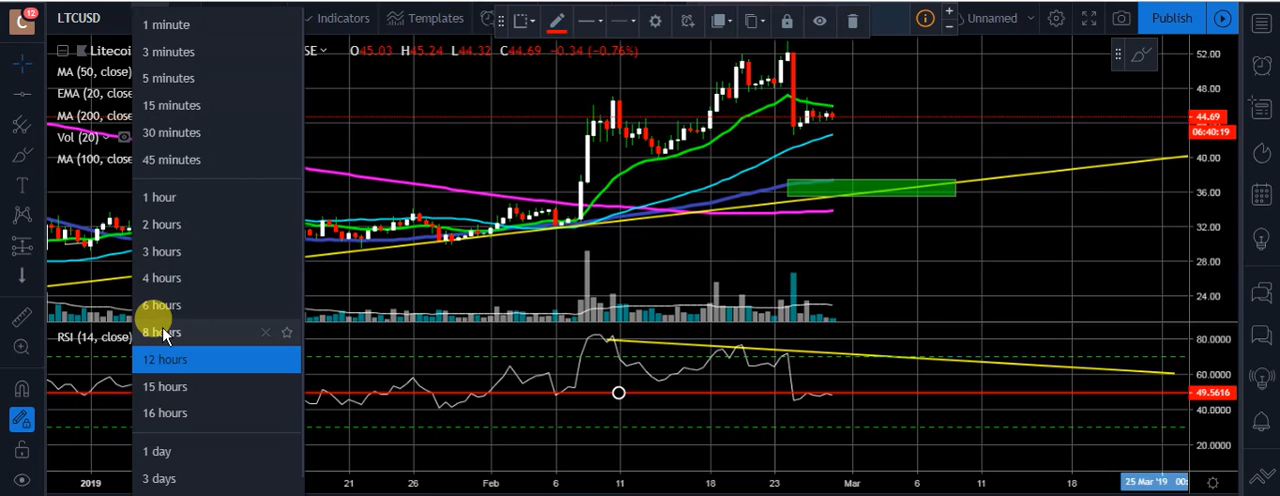 C 12
LTCUSD
Indicators
Templates
Unnamed
Publish
Litecoi
SE
O45.03 H45.24 L44.32 C44.69 -0.34 (-0.76%)
MA (50, close)
EMA (20, close
MA (200, close
Vol (20)
MA (100, close
1 minute
3 minutes
5 minutes
15 minutes
30 minutes
45 minutes
1 hour
2 hours
3 hours
4 hours
6 hours
8 hours
12 hours
15 hours
16 hours
1 day
3 days
52.00
48.00
44.69
06:40:19
40.00
36.00
32.00
28.00
24.00
RSI (14, close)
80.0000
60.0000
49.5616
40.0000
20.0000
2019
21
26
Feb
6
11
18
23
Mar
6
11
18
25 Mar '19 00: